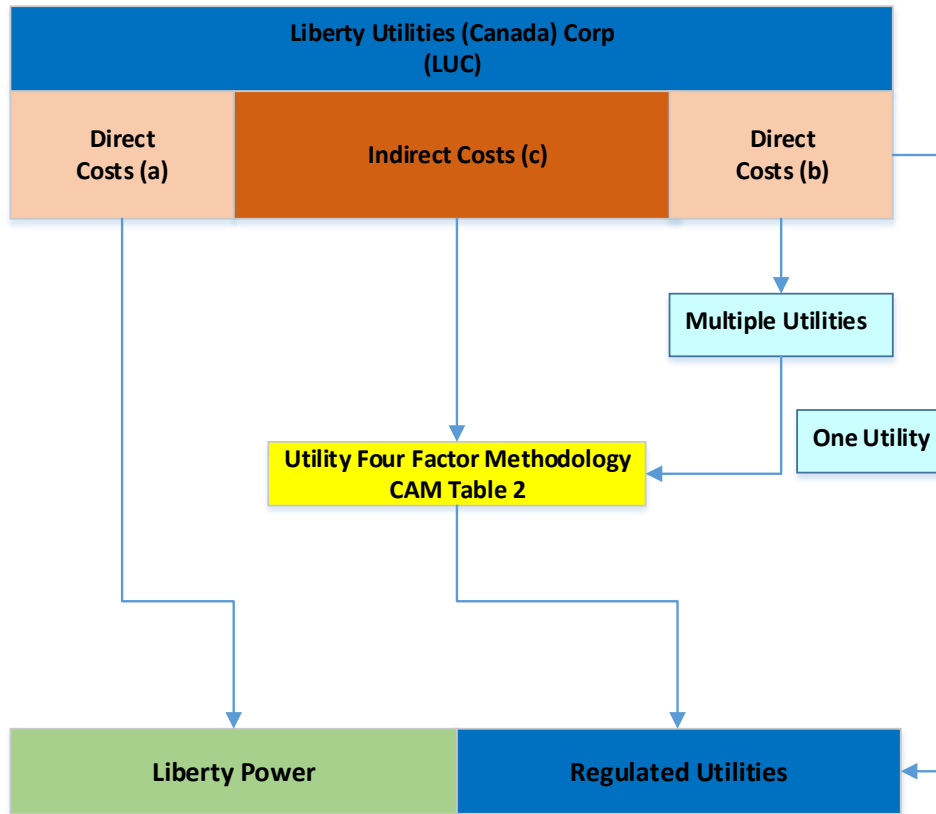 Liberty Utilities (Canada) Corp
(LUC)
Direct
Costs (a)
Indirect Costs (c)
Direct
Costs (b)
Multiple Utilities
One Utility
Utility Four Factor Methodology
CAM Table 2
Liberty Power
Regulated Utilities